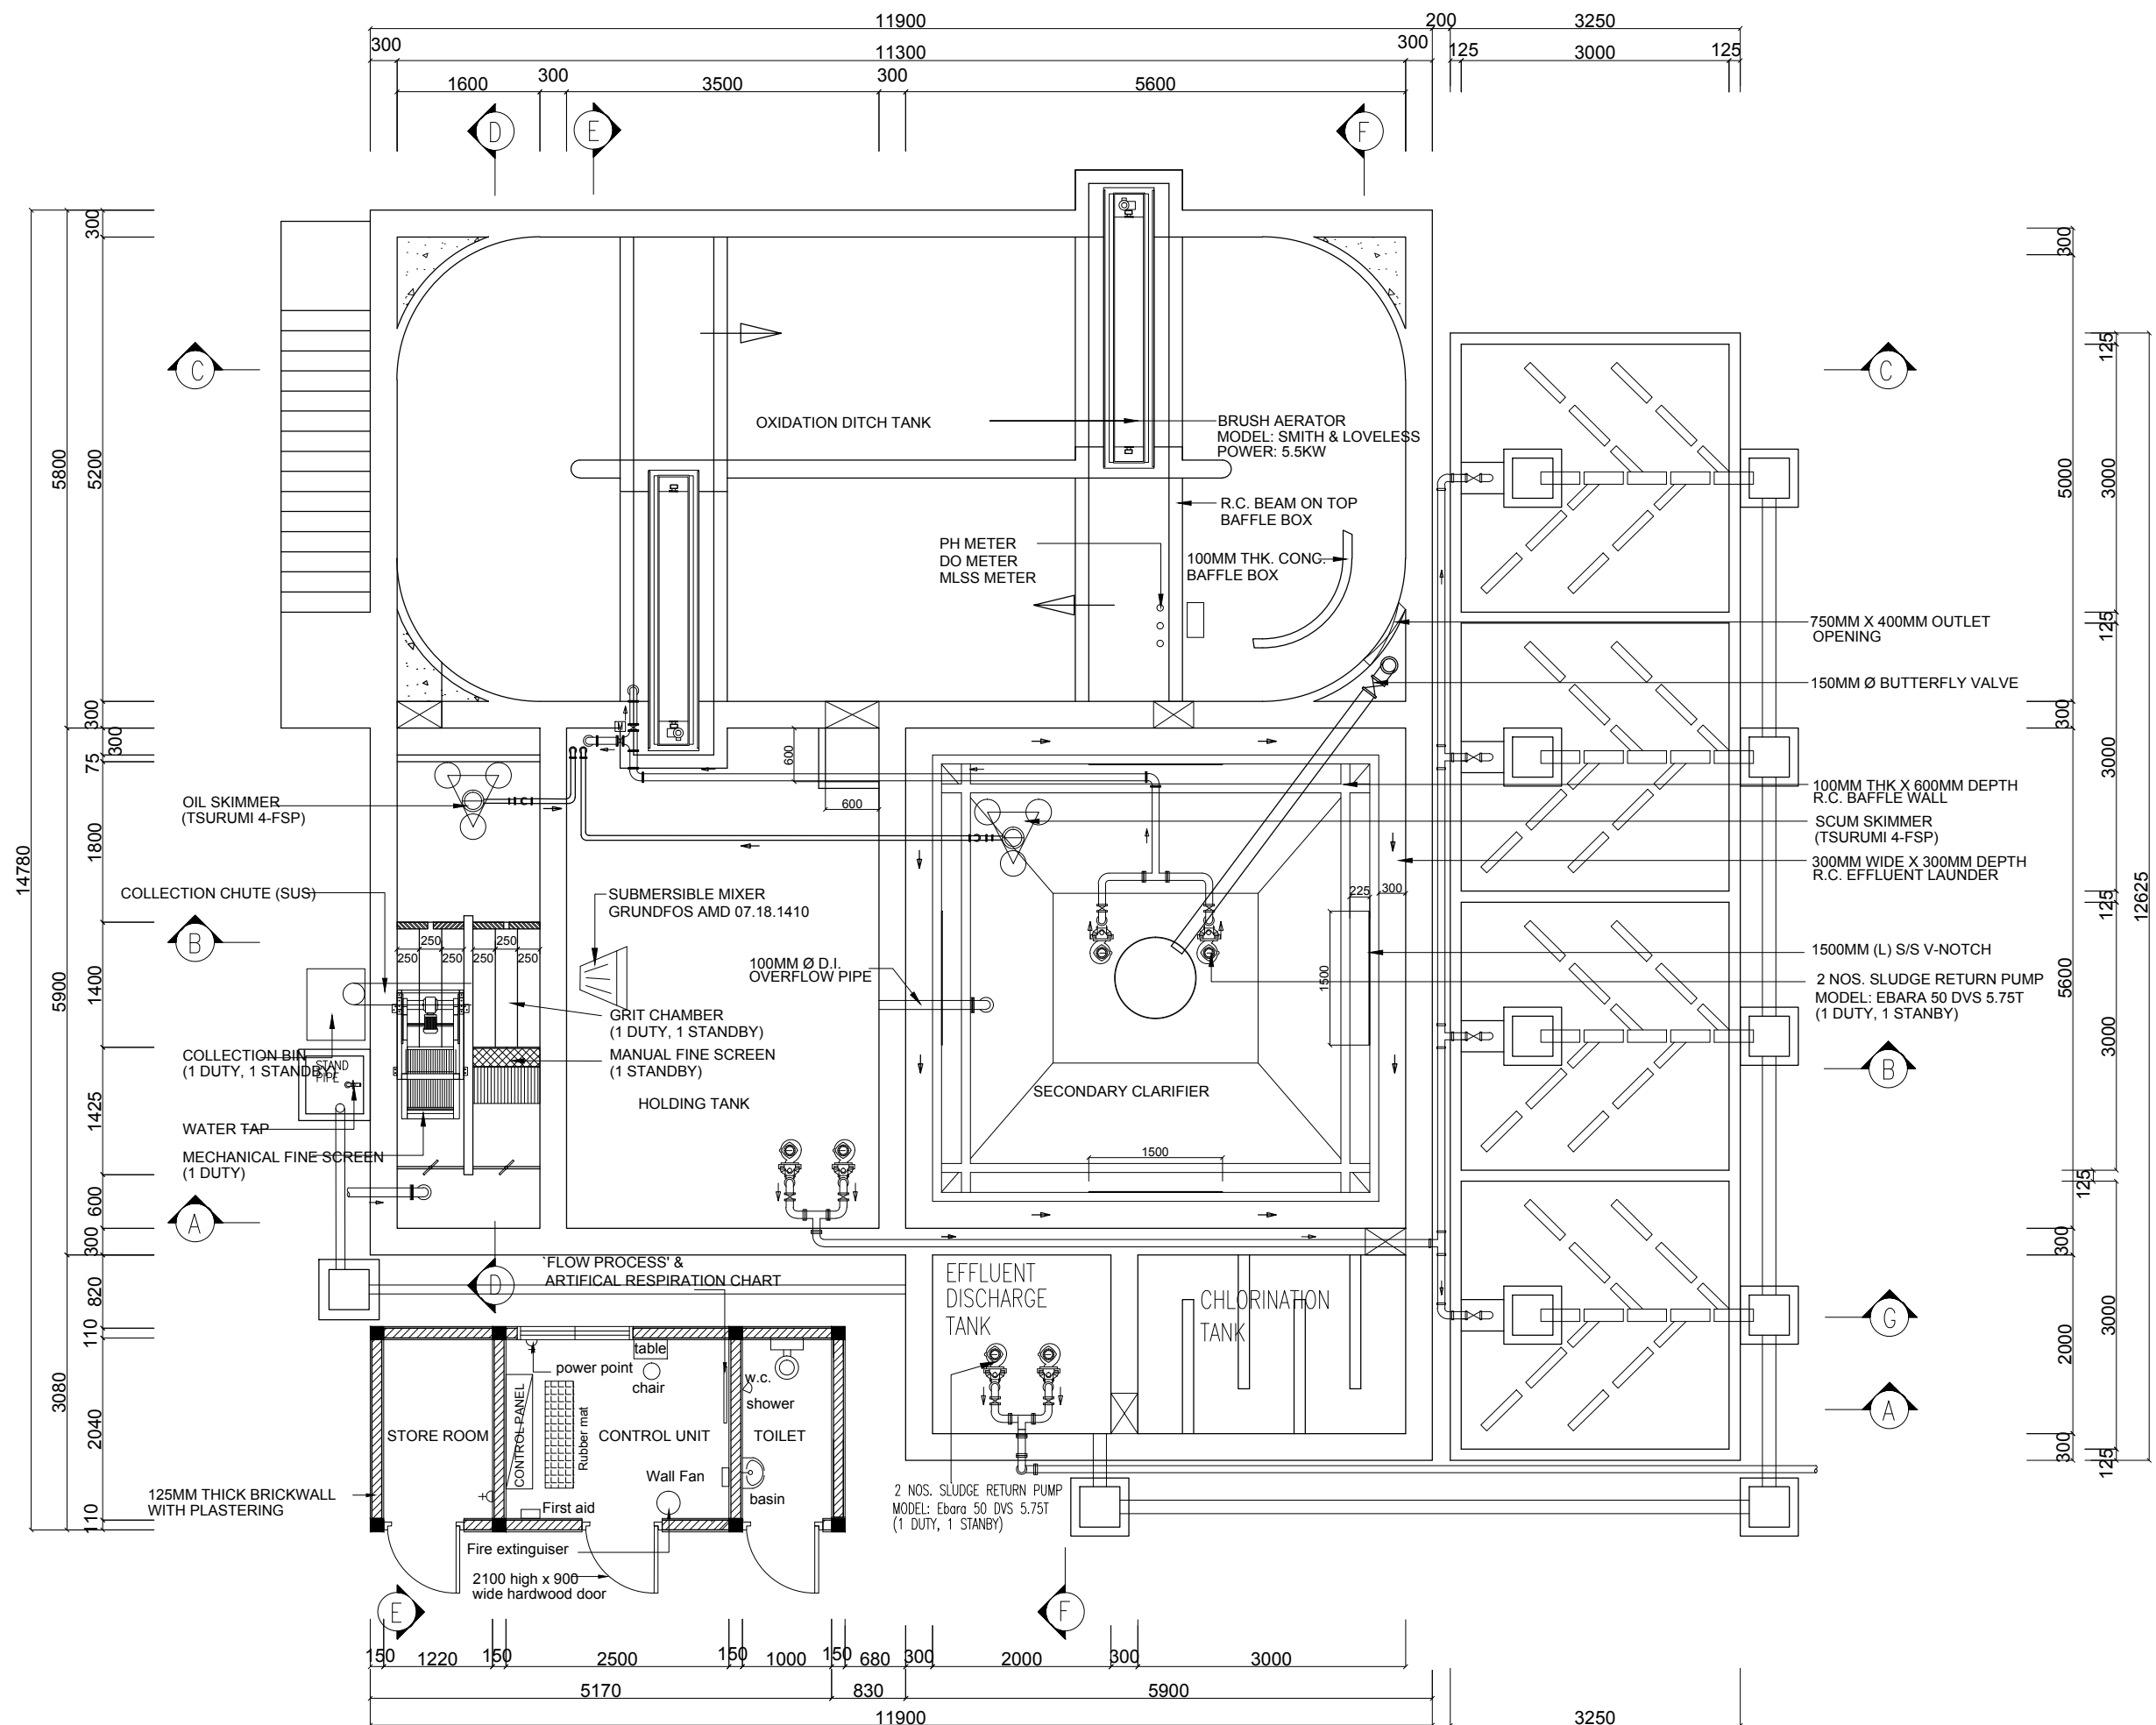 11900
200
3250
300
11300
300
125
3000
125
1600
300
3500
300
5600
D
E
F
300
300
C
C
5800
5200
OXIDATION DITCH TANK
BRUSH AERATOR
MODEL: SMITH & LOVELESS
POWER: 5.5KW
R.C. BEAM ON TOP
BAFFLE BOX
PH METER
DO METER
MLSS METER
100MM THK. CONC.
BAFFLE BOX
125
3000
5000
750MM X 400MM OUTLET
OPENING
125
150MM Ø BUTTERFLY VALVE
300
300
300
75
600
600
OIL SKIMMER
(TSURUMI 4-FSP)
100MM THK X 600MM DEPTH
R.C. BAFFLE WALL
SCUM SKIMMER
(TSURUMI 4-FSP)
300MM WIDE X 300MM DEPTH
R.C. EFFLUENT LAUNDER
3000
1800
14780
12625
COLLECTION CHUTE (SUS)
SUBMERSIBLE MIXER
GRUNDFOS AMD 07.18.1410
225
300
125
B
250
250
250
250
250
250
100MM Ø D.I.
OVERFLOW PIPE
1500
1500MM (L) S/S V-NOTCH
2 NOS. SLUDGE RETURN PUMP
MODEL: EBARA 50 DVS 5.75T
(1 DUTY, 1 STANBY)
5900
1400
5600
3000
GRIT CHAMBER
(1 DUTY, 1 STANDBY)
COLLECTION BIN
(1 DUTY, 1 STANDBY)
STAND
PIPE
MANUAL FINE SCREEN
(1 STANDBY)
HOLDING TANK
SECONDARY CLARIFIER
B
1425
WATER TAP
MECHANICAL FINE SCREEN
(1 DUTY)
1500
125
600
A
300
300
D
`FLOW PROCESS' &
ARTIFICAL RESPIRATION CHART
EFFLUENT
DISCHARGE
TANK
CHLORINATION
TANK
820
110
G
3000
2000
table
power point
chair
w.c.
shower
3080
2040
STORE ROOM
CONTROL PANEL
Rubber mat
CONTROL UNIT
TOILET
A
Wall Fan
basin
First aid
300
125
125MM THICK BRICKWALL
WITH PLASTERING
110
2 NOS. SLUDGE RETURN PUMP
MODEL: Ebara 50 DVS 5.75T
(1 DUTY, 1 STANBY)
Fire extinguiser
2100 high x 900
wide hardwood door
E
F
150
1220
150
2500
150
1000
150
680
300
2000
300
3000
5170
830
5900
11900
3250